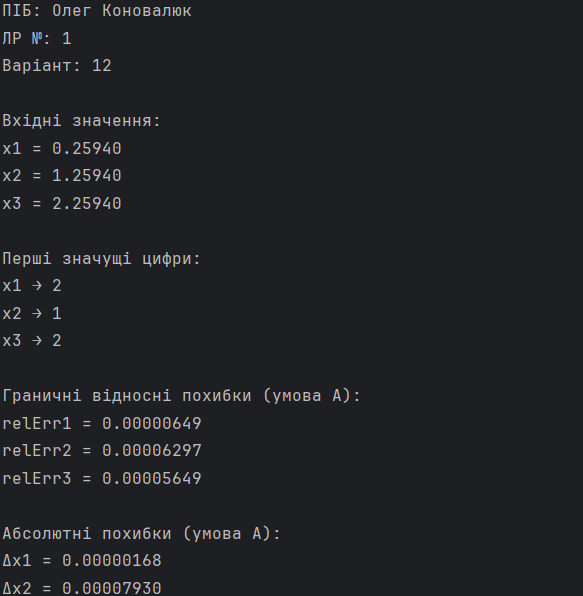 ПІБ: Олег Коновалюк
ЛР №: 1
Варіант: 12
Вхідні значення:
x1 = 0.25940
x2 = 1.25940
x3 = 2.25940
Перші значущі цифри:
x1 → 2
x2 → 1
x3 → 2
Граничні відносні похибки (умова А):
relErr1 = 0.00000649
relErr2 = 0.00006297
relErr3 = 0.00005649
Абсолютні похибки (умова А):
Δx1 = 0.00000168
Δx2 = 0.00007930